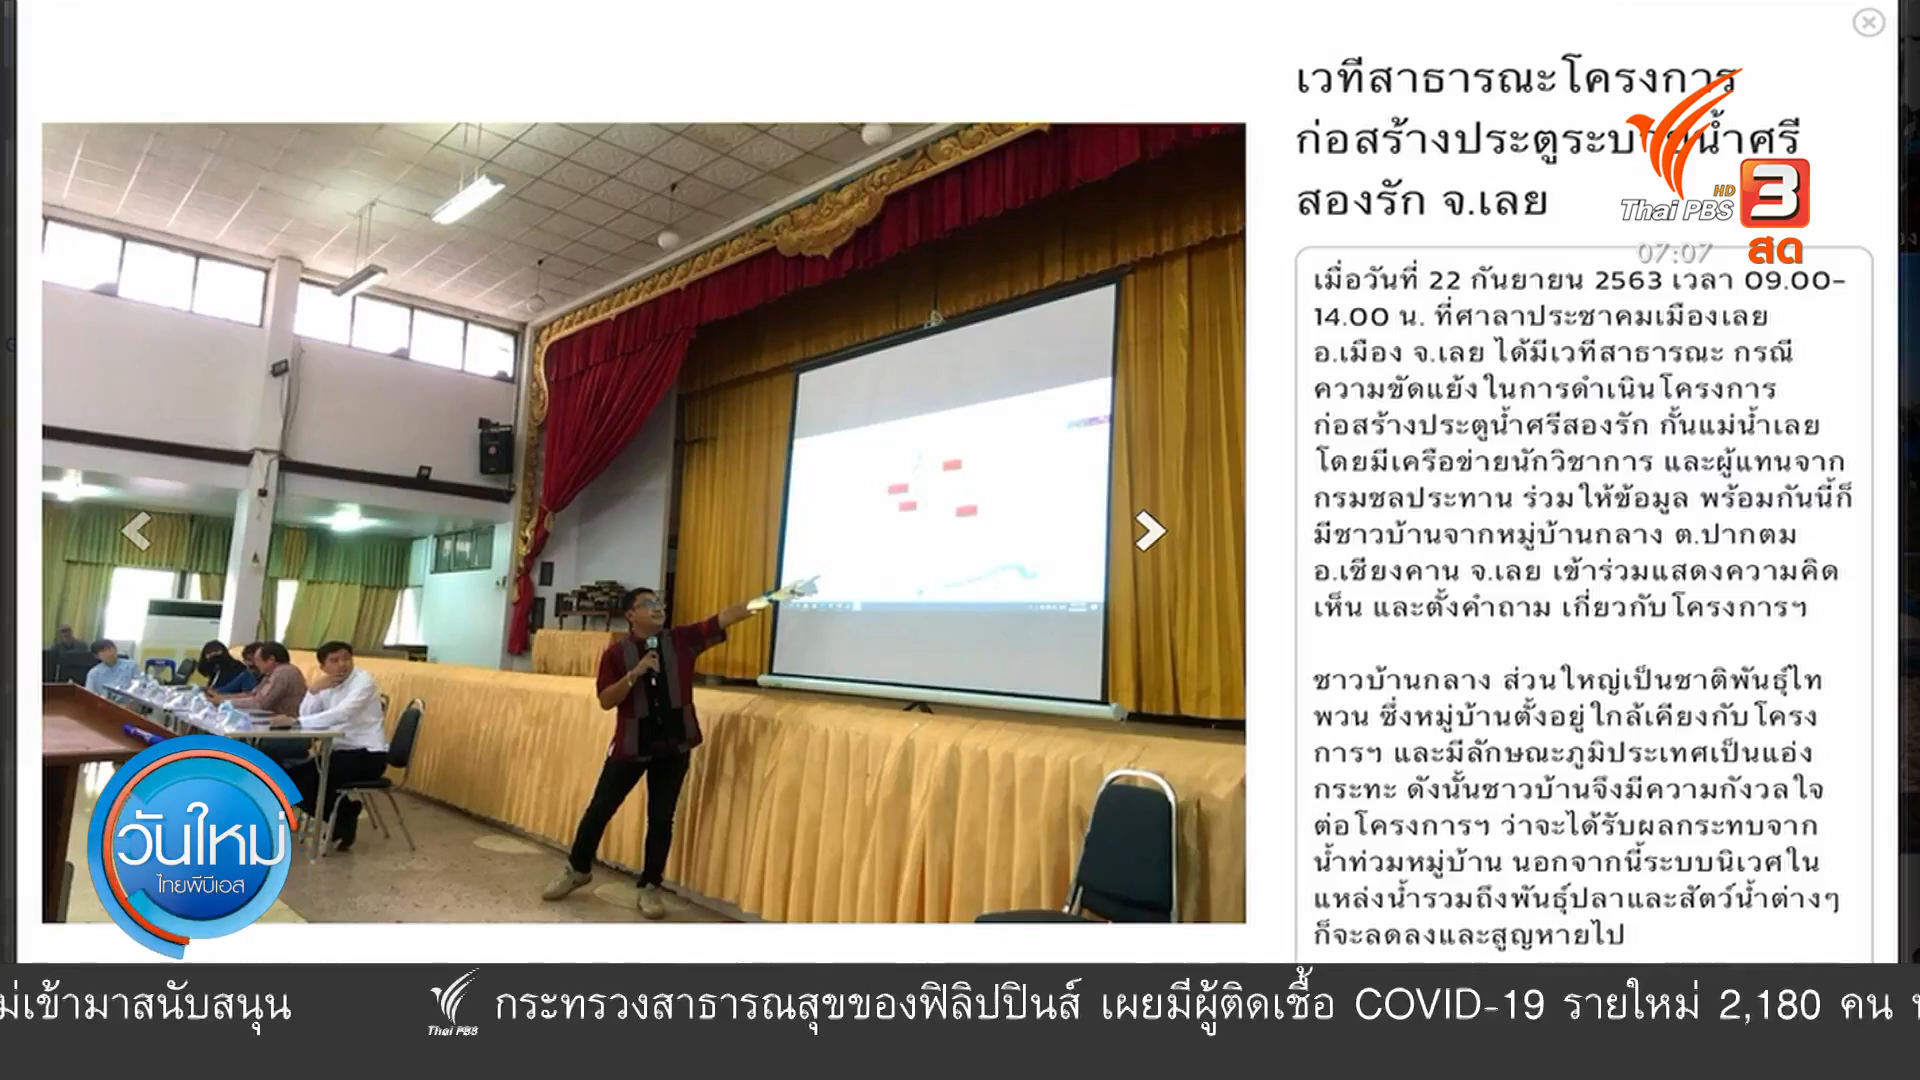 เวทีสาธารณะโครงการ
ก่อสร้างประตูระบายน้ำศรี
สองรัก จ.เลย
HD
Thai PBS
3
07:07
สด
เมื่อวันที่ 22 กันยายน 2563 เวลา 09.00-
14.00 น. ที่ศาลาประชาคมเมืองเลย
อ.เมือง จ.เลย ได้มีเวทีสาธารณะ กรณี
ความขัดแย้งในการดำเนินโครงการ
ก่อสร้างประตูน้ำศรีสองรัก กั้นแม่น้ำเลย
โดยมีเครือข่ายนักวิชาการ และผู้แทนจาก
กรมชลประทาน ร่วมให้ข้อมูล พร้อมกันนี้ก็
มีชาวบ้านจากหมู่บ้านกลาง ต.ปากตม
อ.เชียงคาน จ.เลย เข้าร่วมแสดงความคิด
เห็น และตั้งคำถาม เกี่ยวกับโครงการฯ
ชาวบ้านกลาง ส่วนใหญ่เป็นชาติพันธุ์ไท
พวน ซึ่งหมู่บ้านตั้งอยู่ใกล้เคียงกับโครง
การฯ และมีลักษณะภูมิประเทศเป็นแอ่ง
กระทะ ดังนั้นชาวบ้านจึงมีความกังวลใจ
ต่อโครงการฯ ว่าจะได้รับผลกระทบจาก
น้ำท่วมหมู่บ้าน นอกจากนี้ระบบนิเวศใน
แหล่งน้ำรวมถึงพันธุ์ปลาและสัตว์น้ำต่างๆ
ก็จะลดลงและสูญหายไป
วันใหม่
ไทยพีบีเอส
ม่เข้ามาสนับสนุน
Thai PBS
กระทรวงสาธารณสุขของฟิลิปปินส์ เผยมีผู้ติดเชื้อ COVID-19 รายใหม่ 2,180 คน